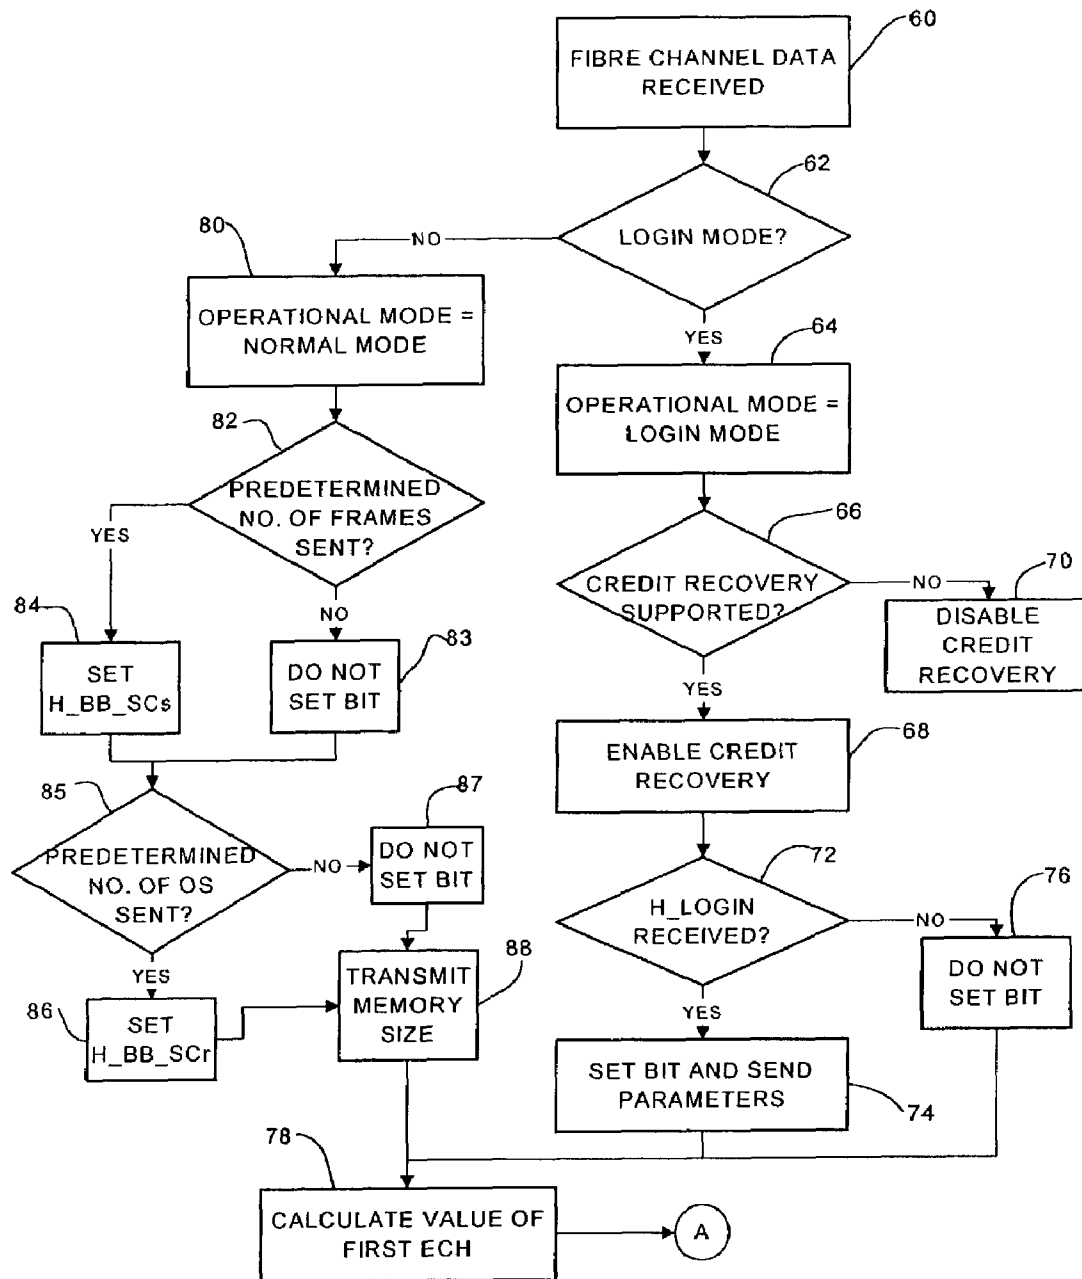 60
FIBRE CHANNEL DATA
RECEIVED
62
LOGIN MODE?
NO
YES
80
OPERATIONAL MODE =
NORMAL MODE
64
OPERATIONAL MODE =
LOGIN MODE
82
PREDETERMINED
NO. OF FRAMES
SENT?
YES
NO
66
CREDIT RECOVERY
SUPPORTED?
NO
YES
70
DISABLE
CREDIT
RECOVERY
84
SET
H_BB_SCs
83
DO NOT
SET BIT
68
ENABLE CREDIT
RECOVERY
85
PREDETERMINED
NO. OF OS
SENT?
NO
YES
87
DO NOT
SET BIT
72
H_LOGIN
RECEIVED?
NO
YES
76
DO NOT
SET BIT
86
SET
H_BB_SCr
88
TRANSMIT
MEMORY
SIZE
SET BIT AND SEND
PARAMETERS
74
78
CALCULATE VALUE OF
FIRST ECH
A